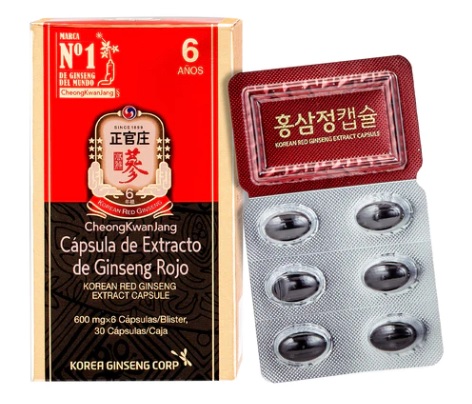 MARCA
Nº1
DE GINSENG
DEL MUNDO
CheongKwanJang
6
AÑOS
SINCE 1899
正官庄
蔘
6
KOREAN RED GINSENG
CheongKwanJang
Cápsula de Extracto
de Ginseng Rojo
KOREAN RED GINSENG
EXTRACT CAPSULE
600 mg×6 Cápsulas/Blister,
30 Cápsulas/Caja
KOREA GINSENG CORP
홍삼정캡슐
KOREAN RED GINSENG EXTRACT CAPSULE